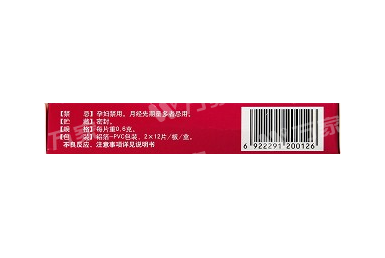 【禁　　忌】孕妇禁用。月经先期量多者忌用。
【贮　　藏】密封。
【规　　格】每片重0.6克。
【包　　装】铝箔-PVC包装，2×12片/板/盒。
不良反应、注意事项详见说明书
6 922291 200126